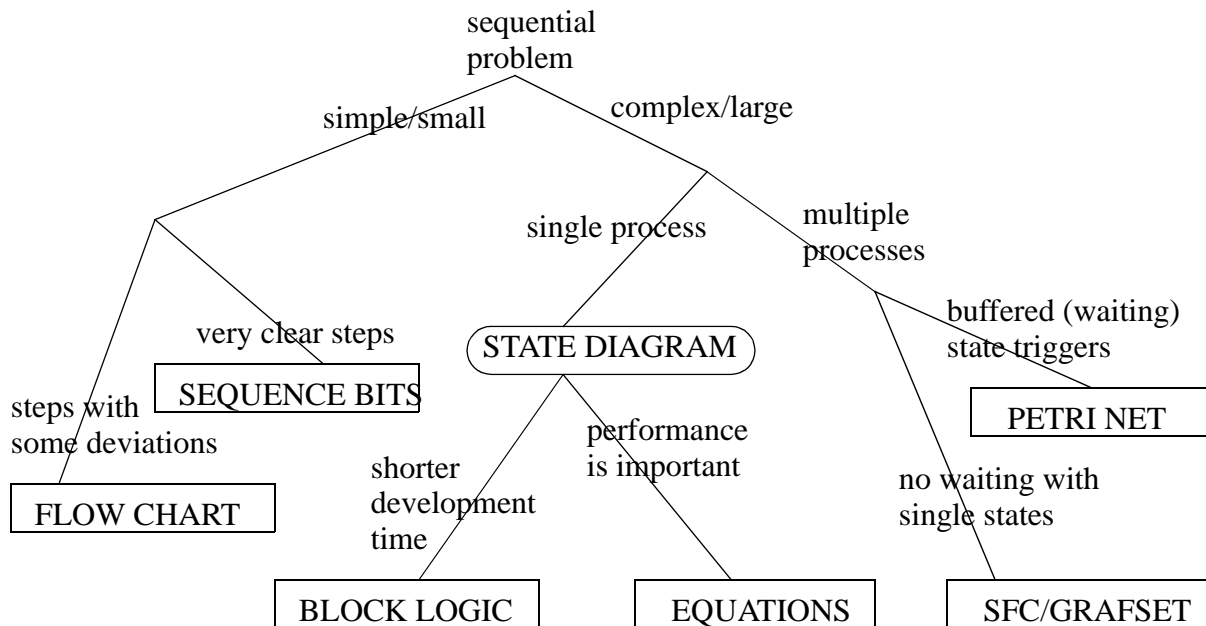 sequential
problem
simple/small
complex/large
single process
multiple
processes
very clear steps
STATE DIAGRAM
buffered (waiting)
state triggers
SEQUENCE BITS
steps with
some deviations
PETRI NET
performance
is important
shorter
development
time
no waiting with
single states
FLOW CHART
BLOCK LOGIC
EQUATIONS
SFC/GRAFSET